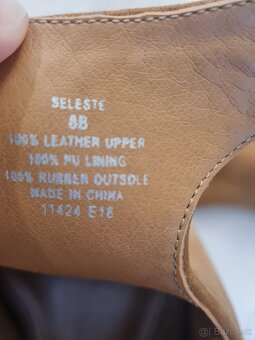 SELESTE
8B
100% LEATHER UPPER
100% PU LINING
100% RUBBER OUTSOLE
MADE IN CHINA
11424 E18